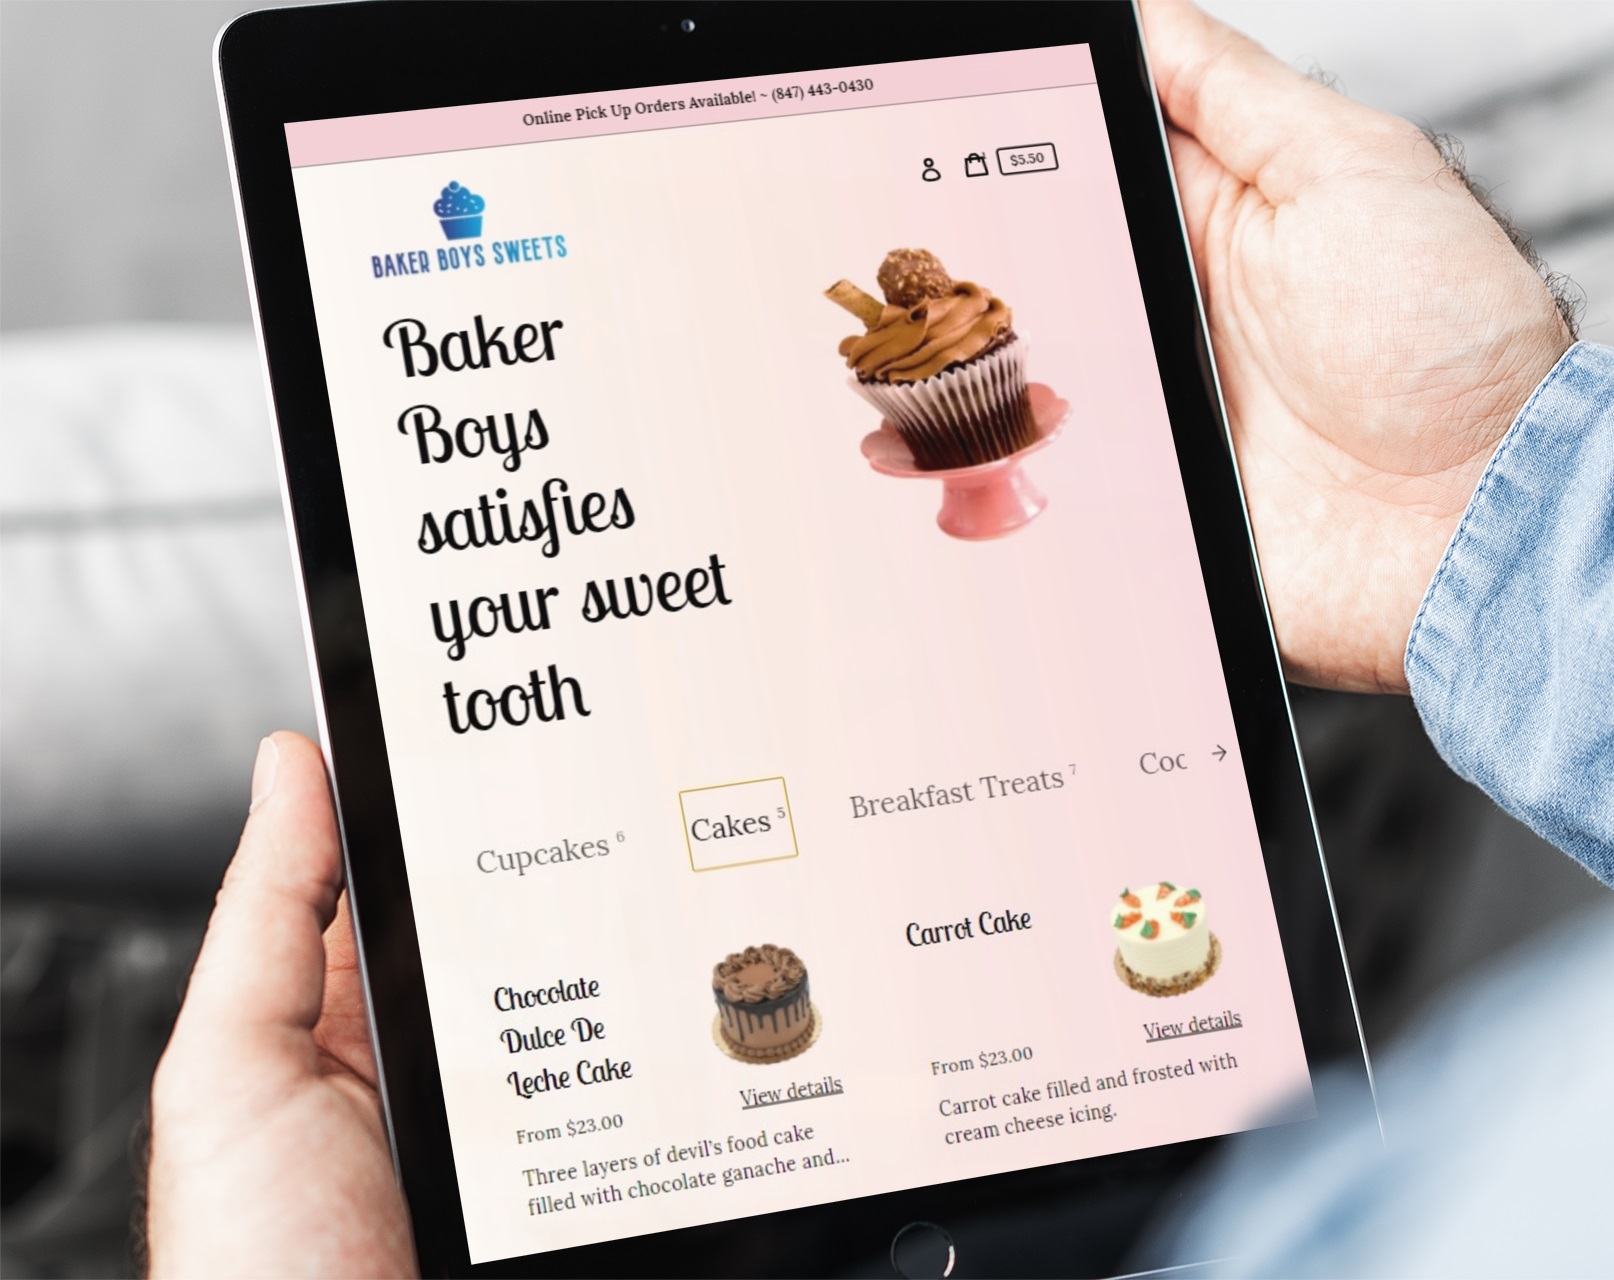 Online Pick Up Orders Available! ~ (847) 443-0430
$5.50
BAKER BOYS SWEETS
Baker
Boys
satisfies
your sweet
tooth
Cupcakes 6
Cakes 5
Breakfast Treats 7
Coc →
Chocolate
Dulce De
Leche Cake
View details
From $23.00
Three layers of devil's food cake
filled with chocolate ganache and...
Carrot Cake
View details
From $23.00
Carrot cake filled and frosted with
cream cheese icing.